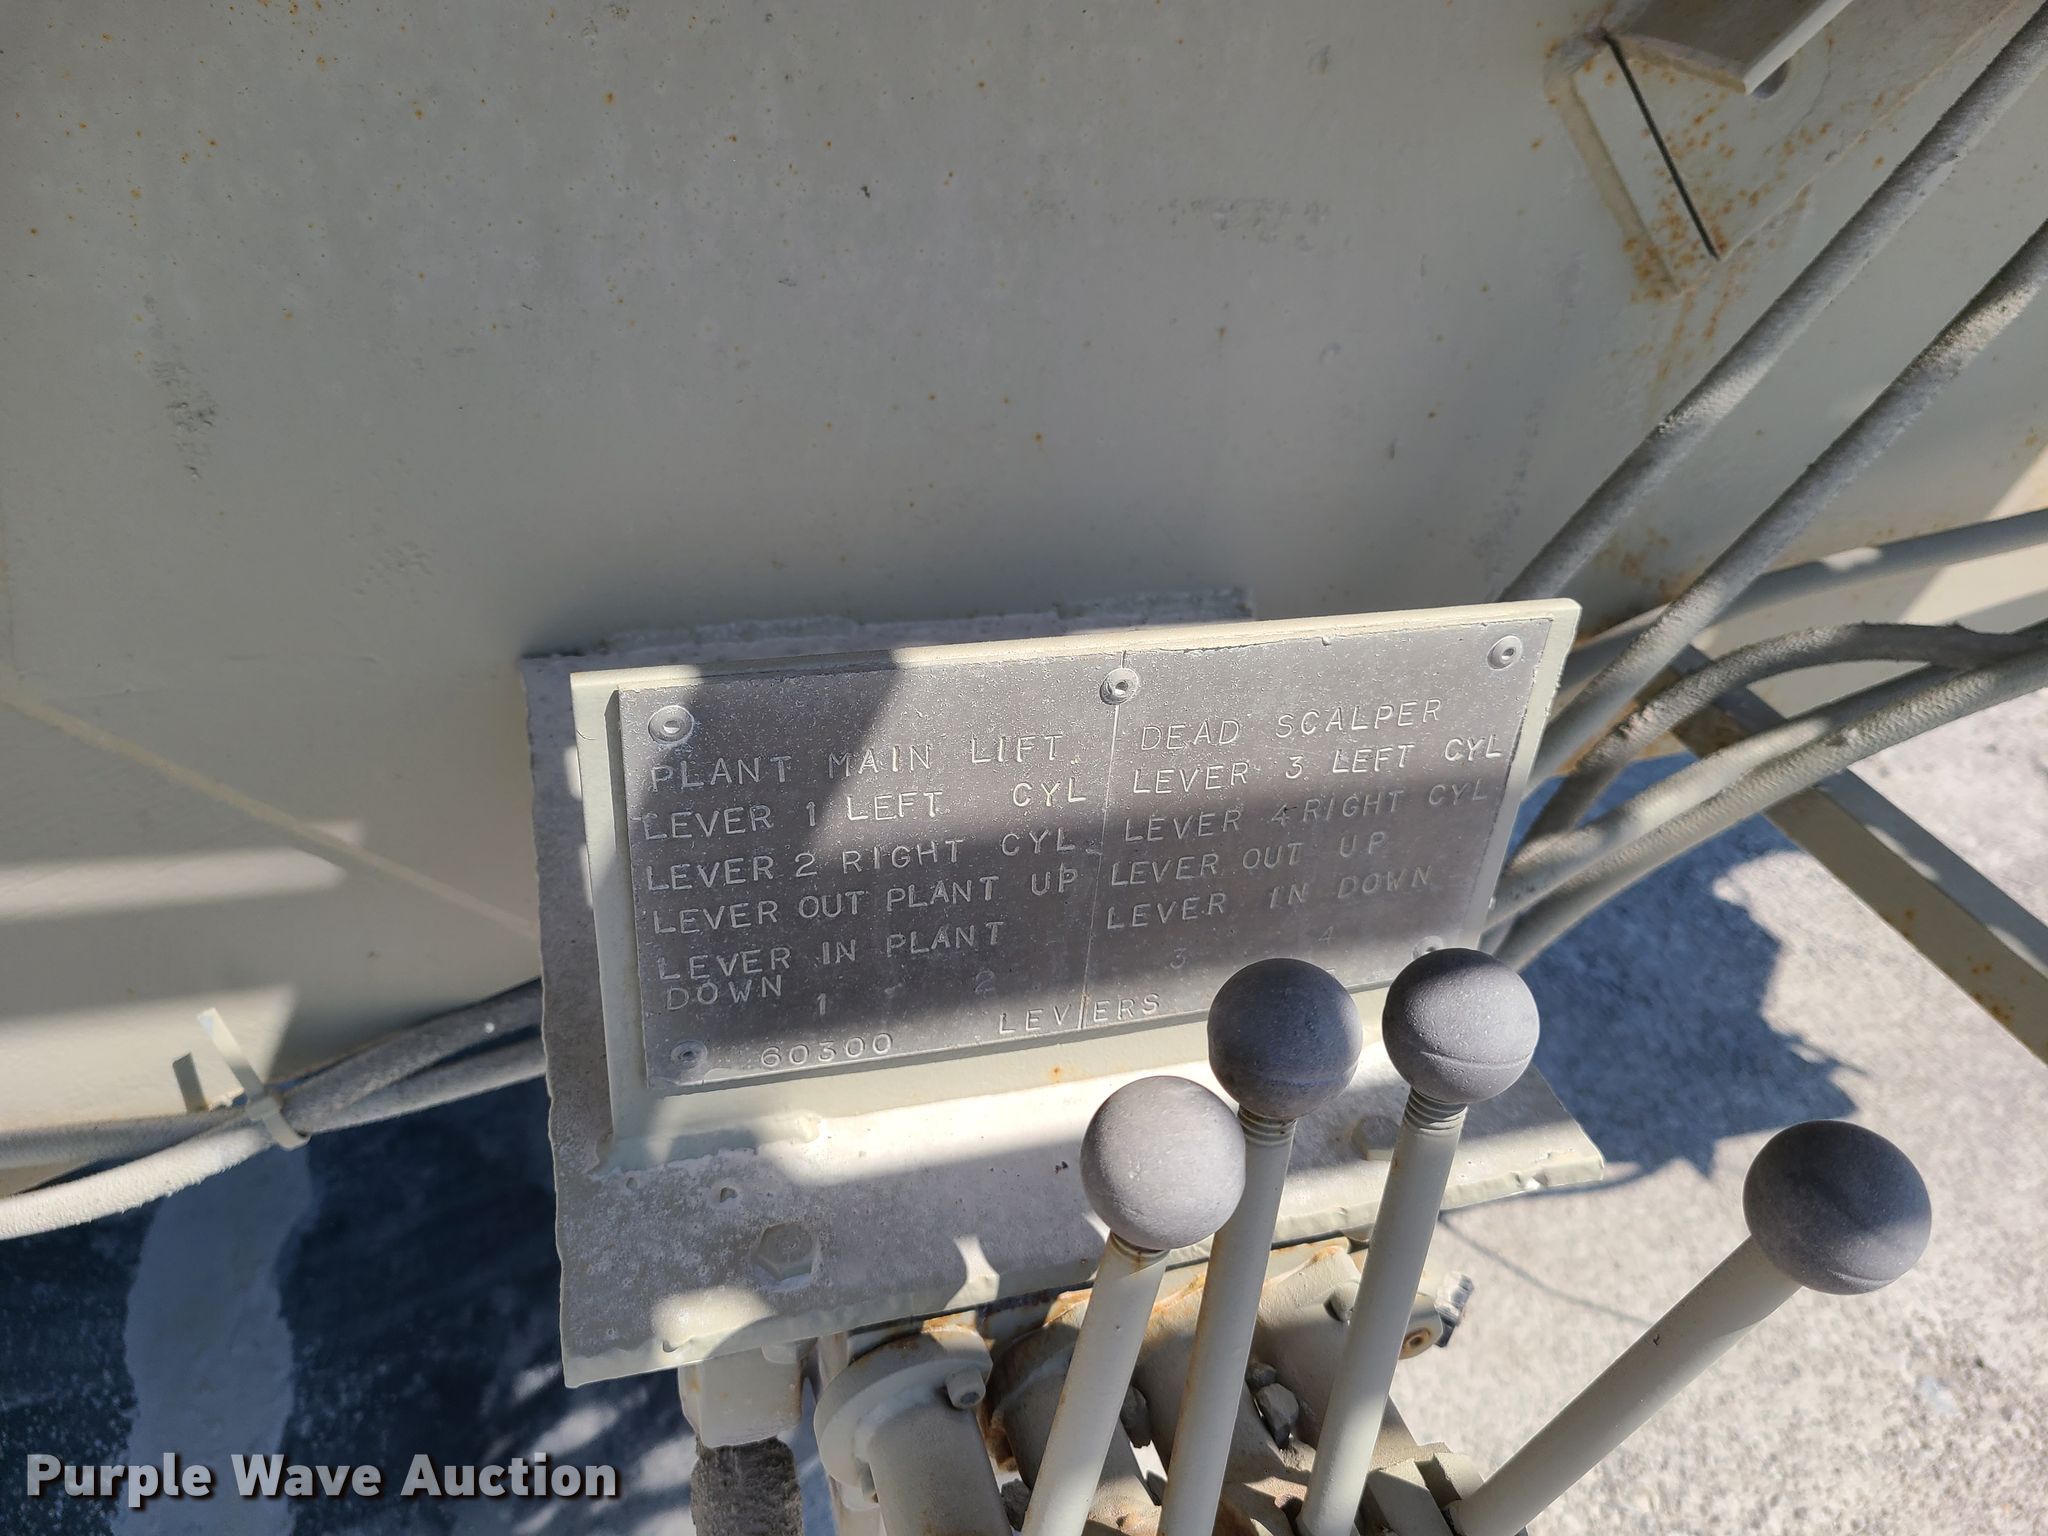 PLANT MAIN LIFT
LEVER 1 LEFT CYL
LEVER 2 RIGHT CYL
LEVER OUT PLANT UP
LEVER IN PLANT
DOWN
1 - 2
DEAD SCALPER
LEVER 3 LEFT CYL
LEVER 4 RIGHT CYL
LEVER OUT UP
LEVER IN DOWN
3 4
LEVIERS
60300
Purple Wave Auction